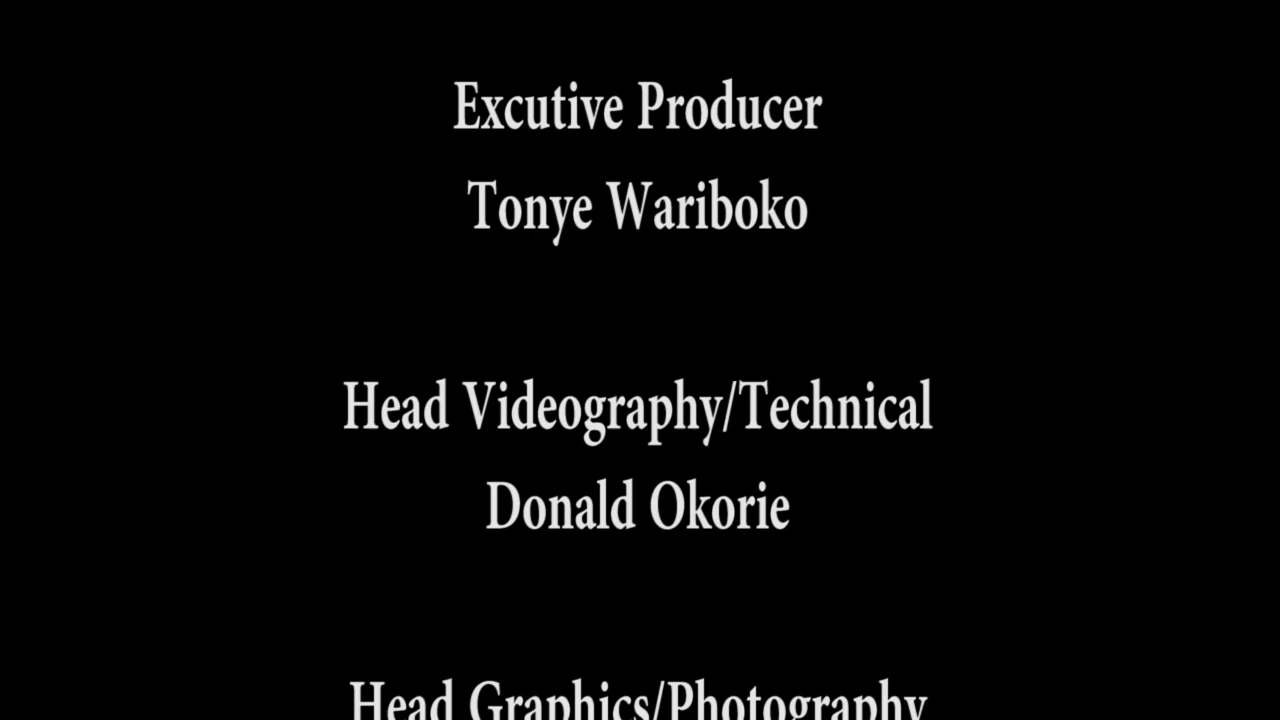 Excutive Producer
Tonye Wariboko
Head Videography/Technical
Donald Okorie
Head Graphics/Photography